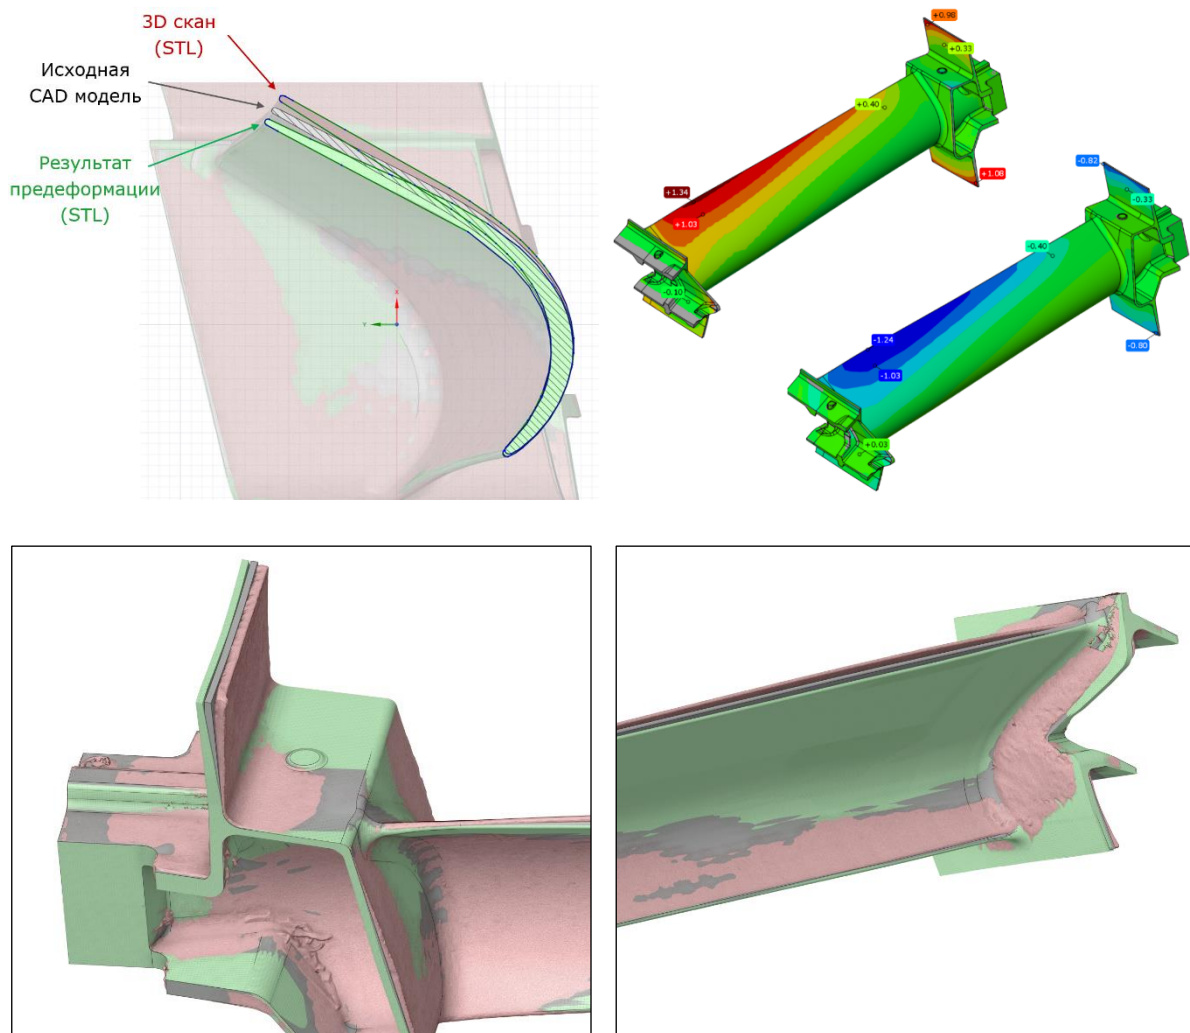 3D скан
(STL)
Исходная
CAD модель
Результат
предеформации
(STL)
X
Y
+0.98
+0.33
+0.40
+1.34
+1.03
+1.08
-0.10
-0.82
-0.33
-0.40
-1.24
-1.03
-0.80
+0.03